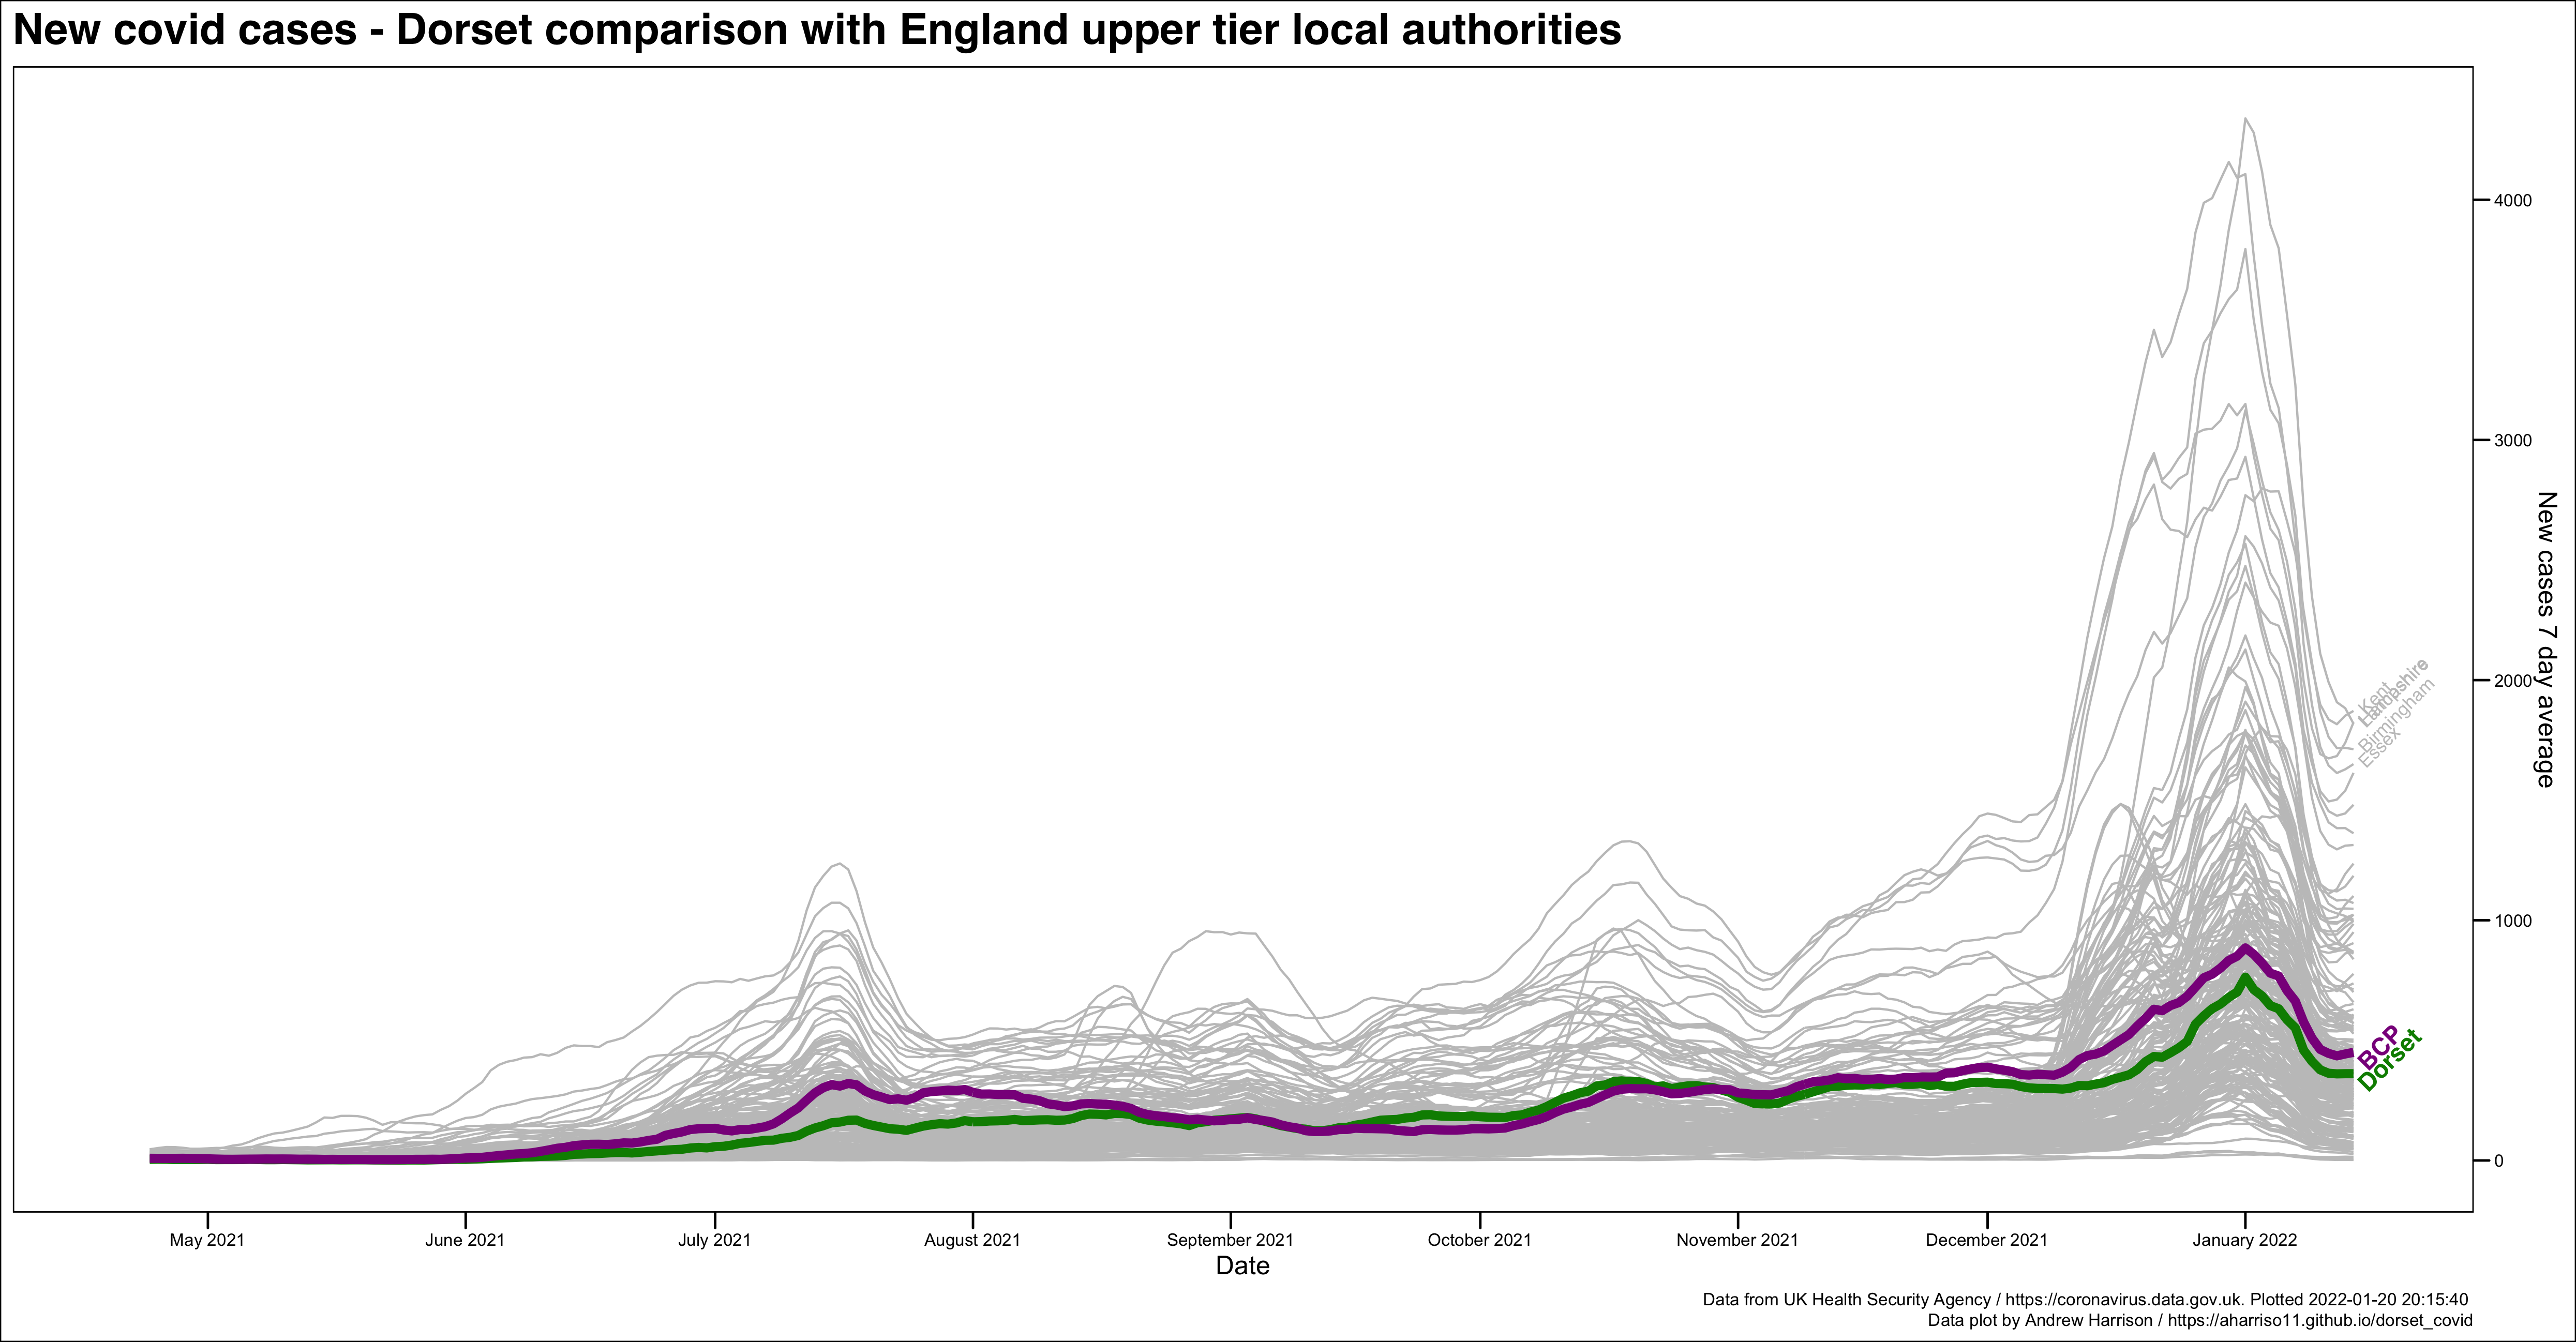 New covid cases - Dorset comparison with England upper tier local authorities
4000
3000
2000
1000
0
New cases 7 day average
Kent
Birmingham
Essex
BCP
Dorset
May 2021
June 2021
July 2021
August 2021
September 2021
October 2021
November 2021
December 2021
January 2022
Date
Data from UK Health Security Agency / https://coronavirus.data.gov.uk. Plotted 2022-01-20 20:15:40
Data plot by Andrew Harrison / https://aharriso11.github.io/dorset_covid